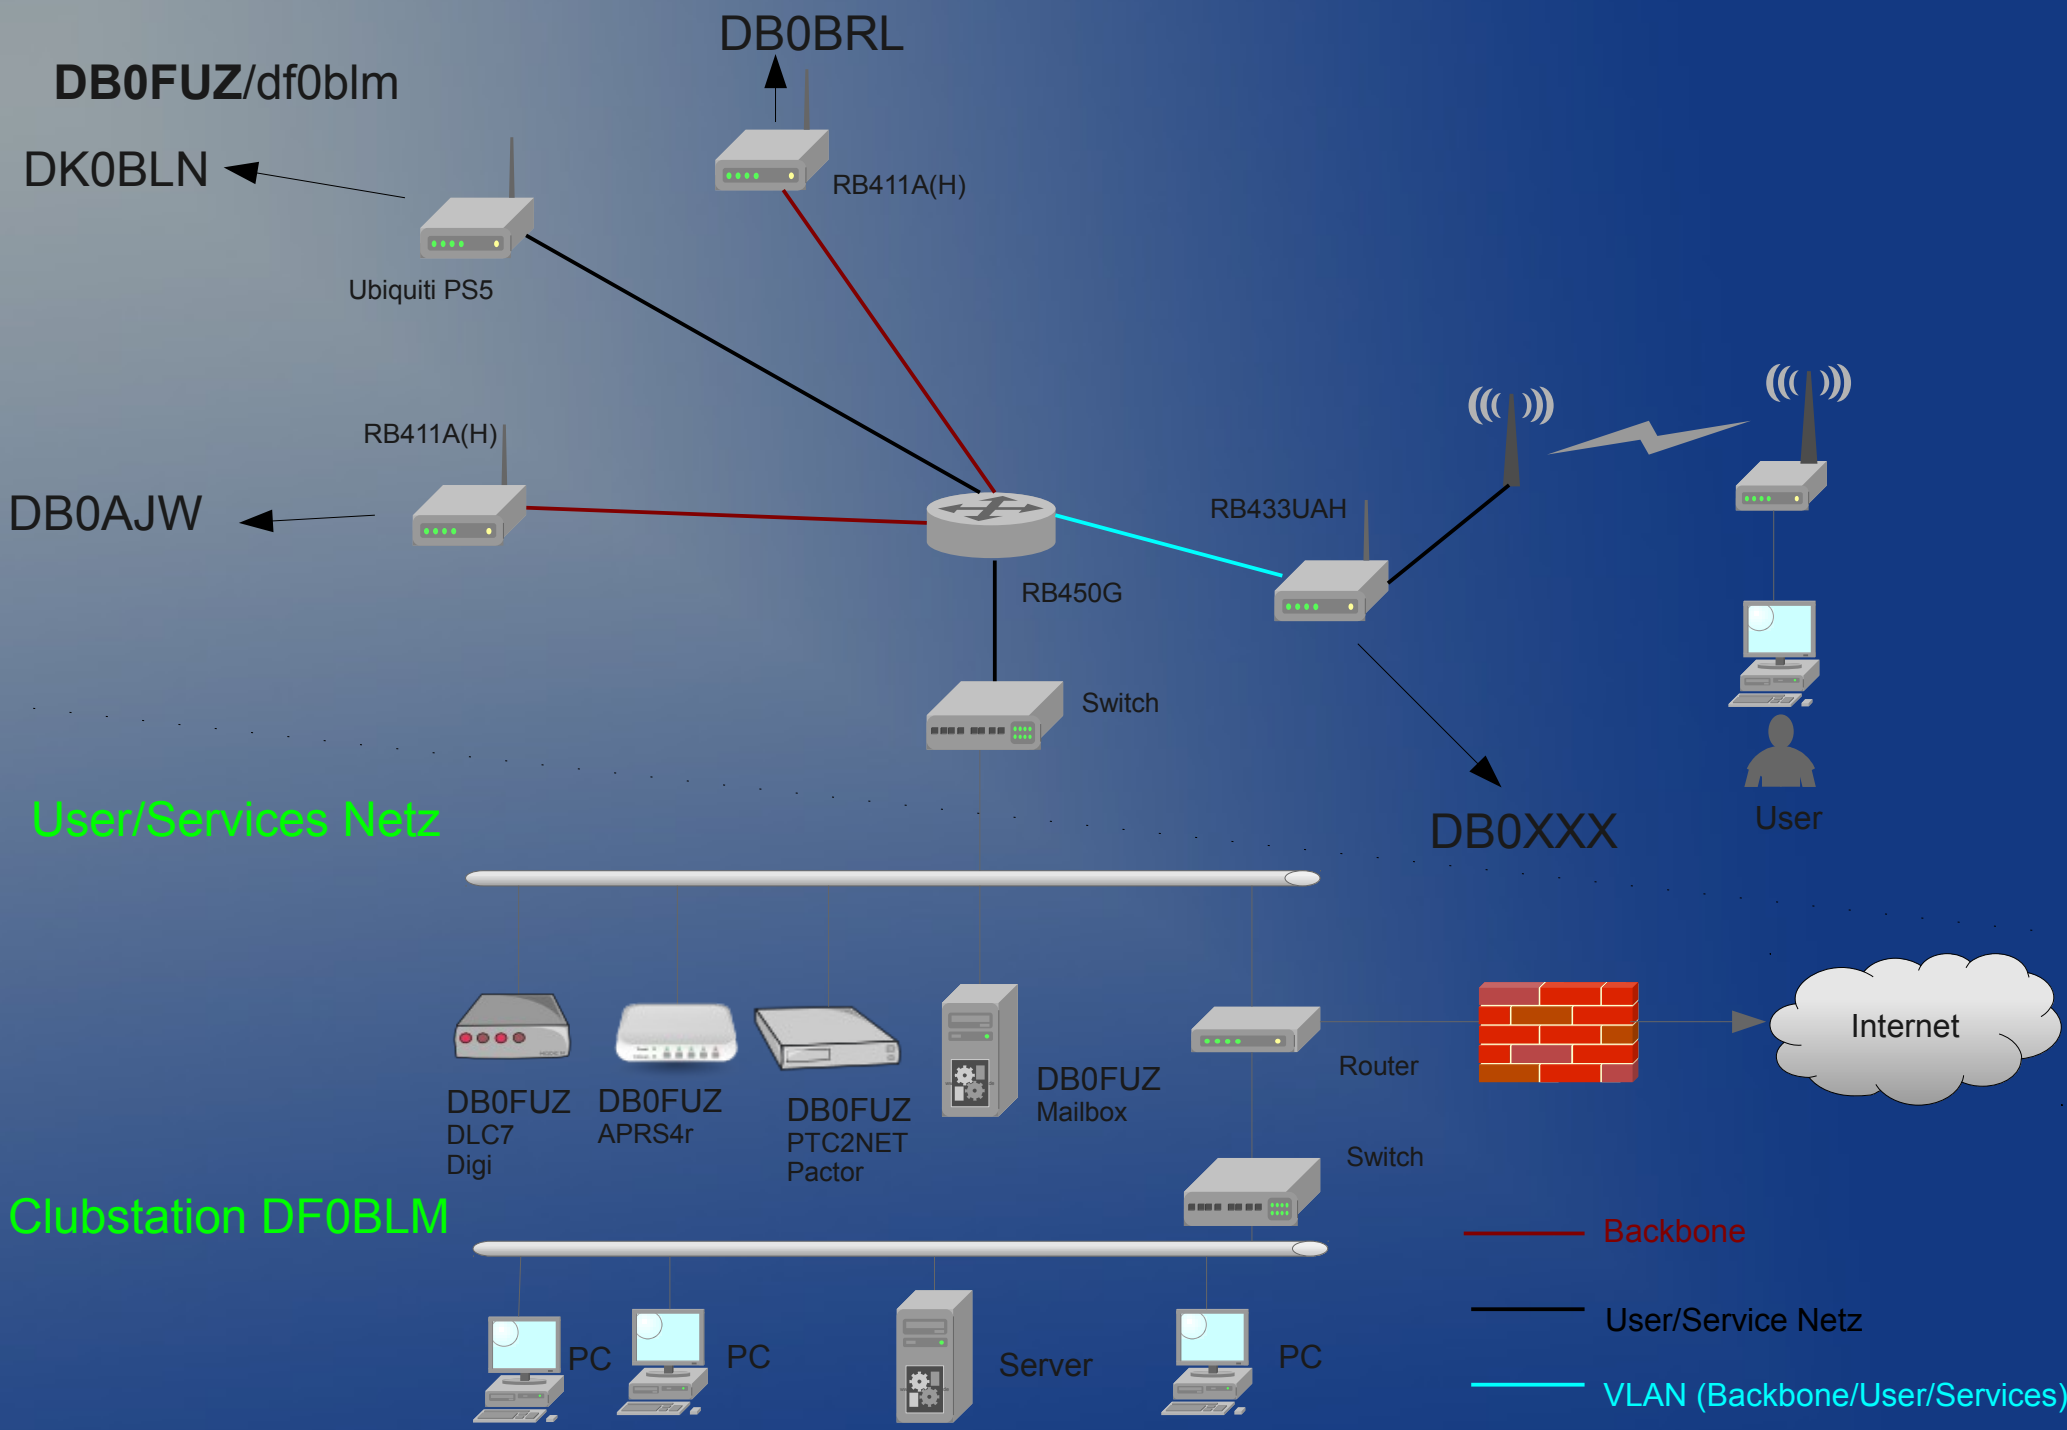 DB0BRL
DB0FUZ/df0blm
DK0BLN
RB411A(H)
Ubiquiti PS5
RB411A(H)
DB0AJW
RB433UAH
RB450G
Switch
User/Services Netz
DB0XXX
User
Internet
Router
DB0FUZ
Mailbox
DB0FUZ
DLC7
Digi
DB0FUZ
APRS4r
DB0FUZ
PTC2NET
Pactor
Switch
Clubstation DF0BLM
Backbone
User/Service Netz
PC
PC
Server
PC
VLAN (Backbone/User/Services)